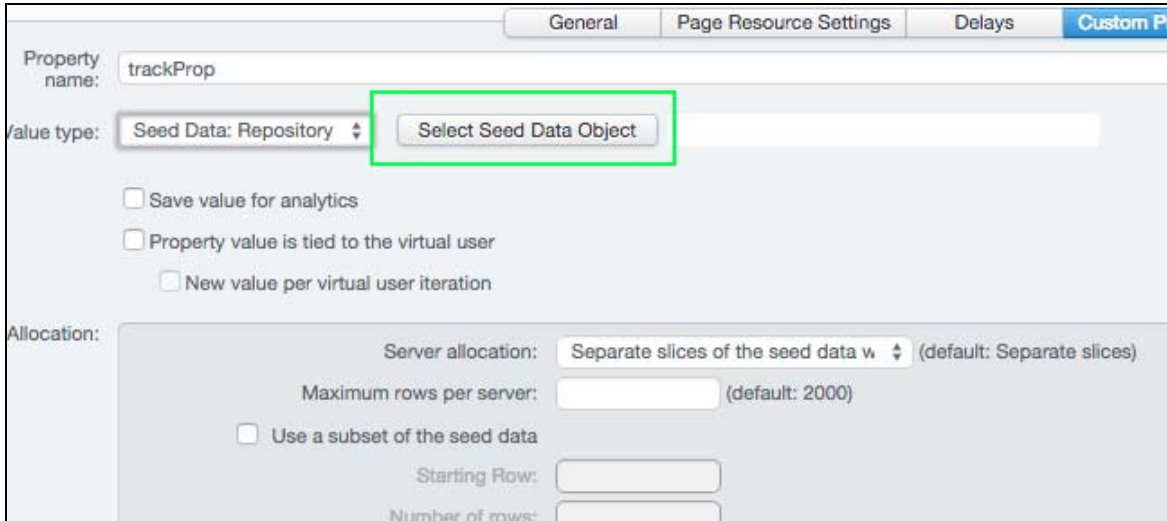 General Page Resource Settings Delays Custom P
Property name: trackProp
Value type: Seed Data: Repository Select Seed Data Object
Save value for analytics
Property value is tied to the virtual user
New value per virtual user iteration
Allocation:
Server allocation: Separate slices of the seed data w (default: Separate slices)
Maximum rows per server: (default: 2000)
Use a subset of the seed data
Starting Row:
Number of rows: